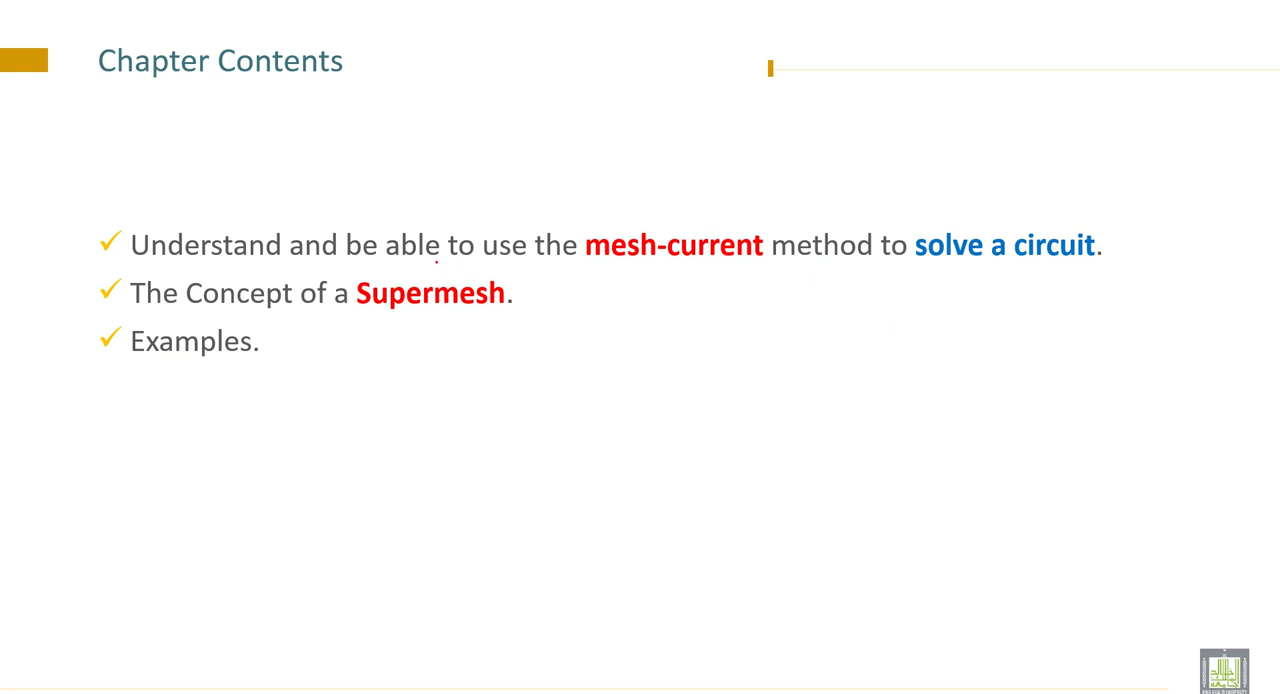 Chapter Contents
✓ Understand and be able to use the mesh-current method to solve a circuit.
✓ The Concept of a Supermesh.
✓ Examples.